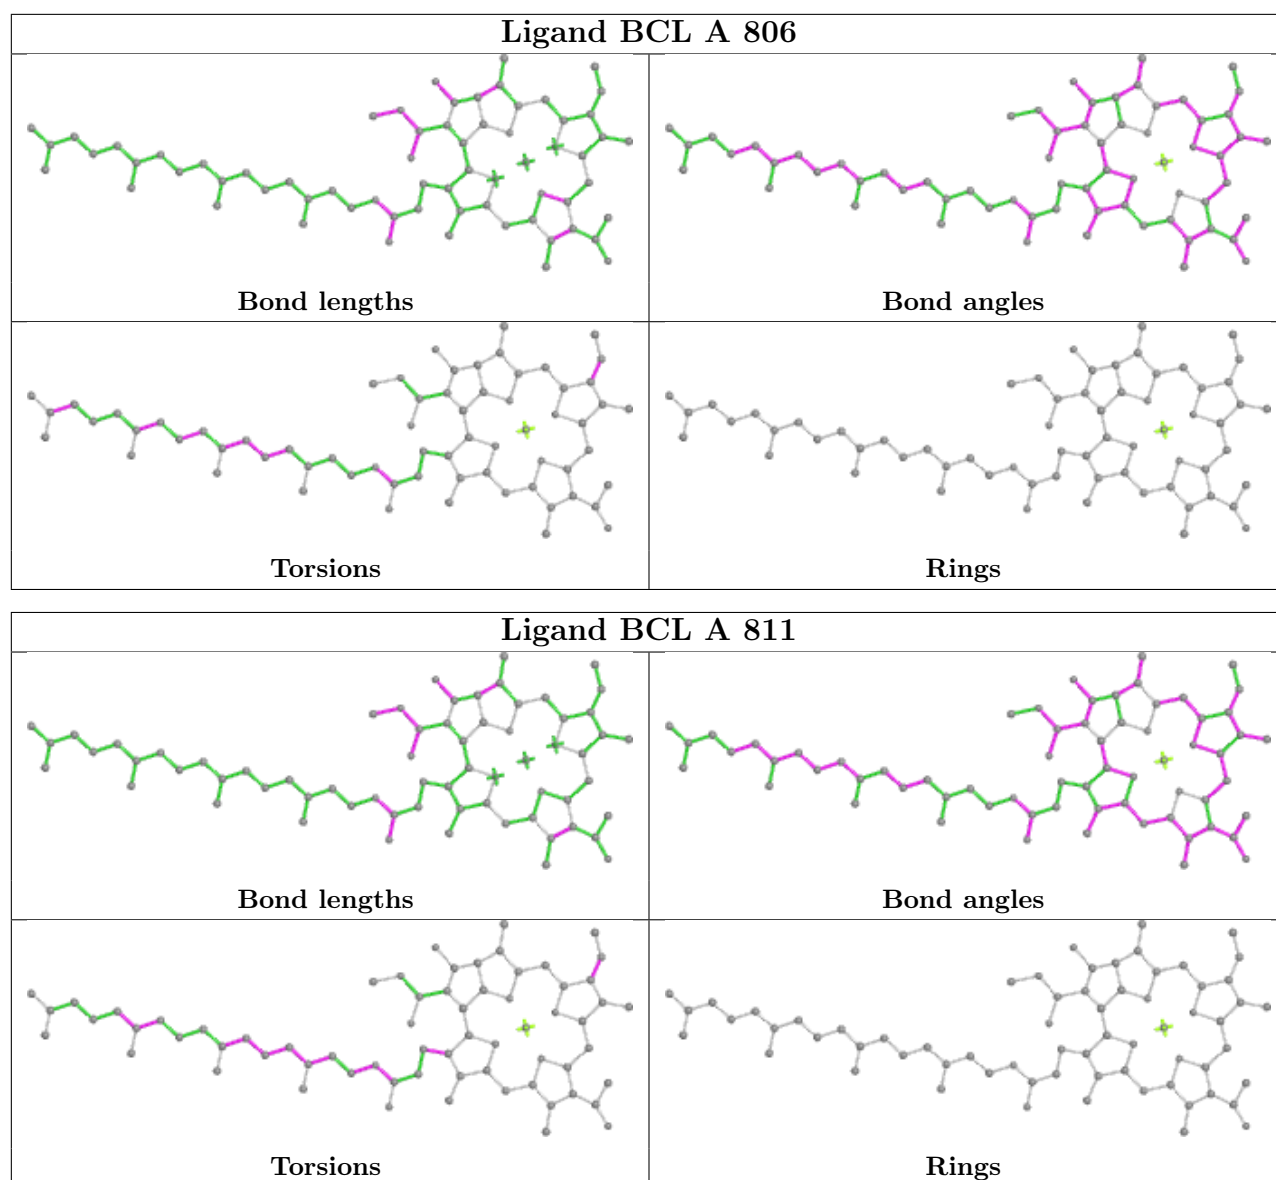 Ligand BCL A 806
Bond lengths
Bond angles
Torsions
Rings
Ligand BCL A 811
Bond lengths
Bond angles
Torsions
Rings